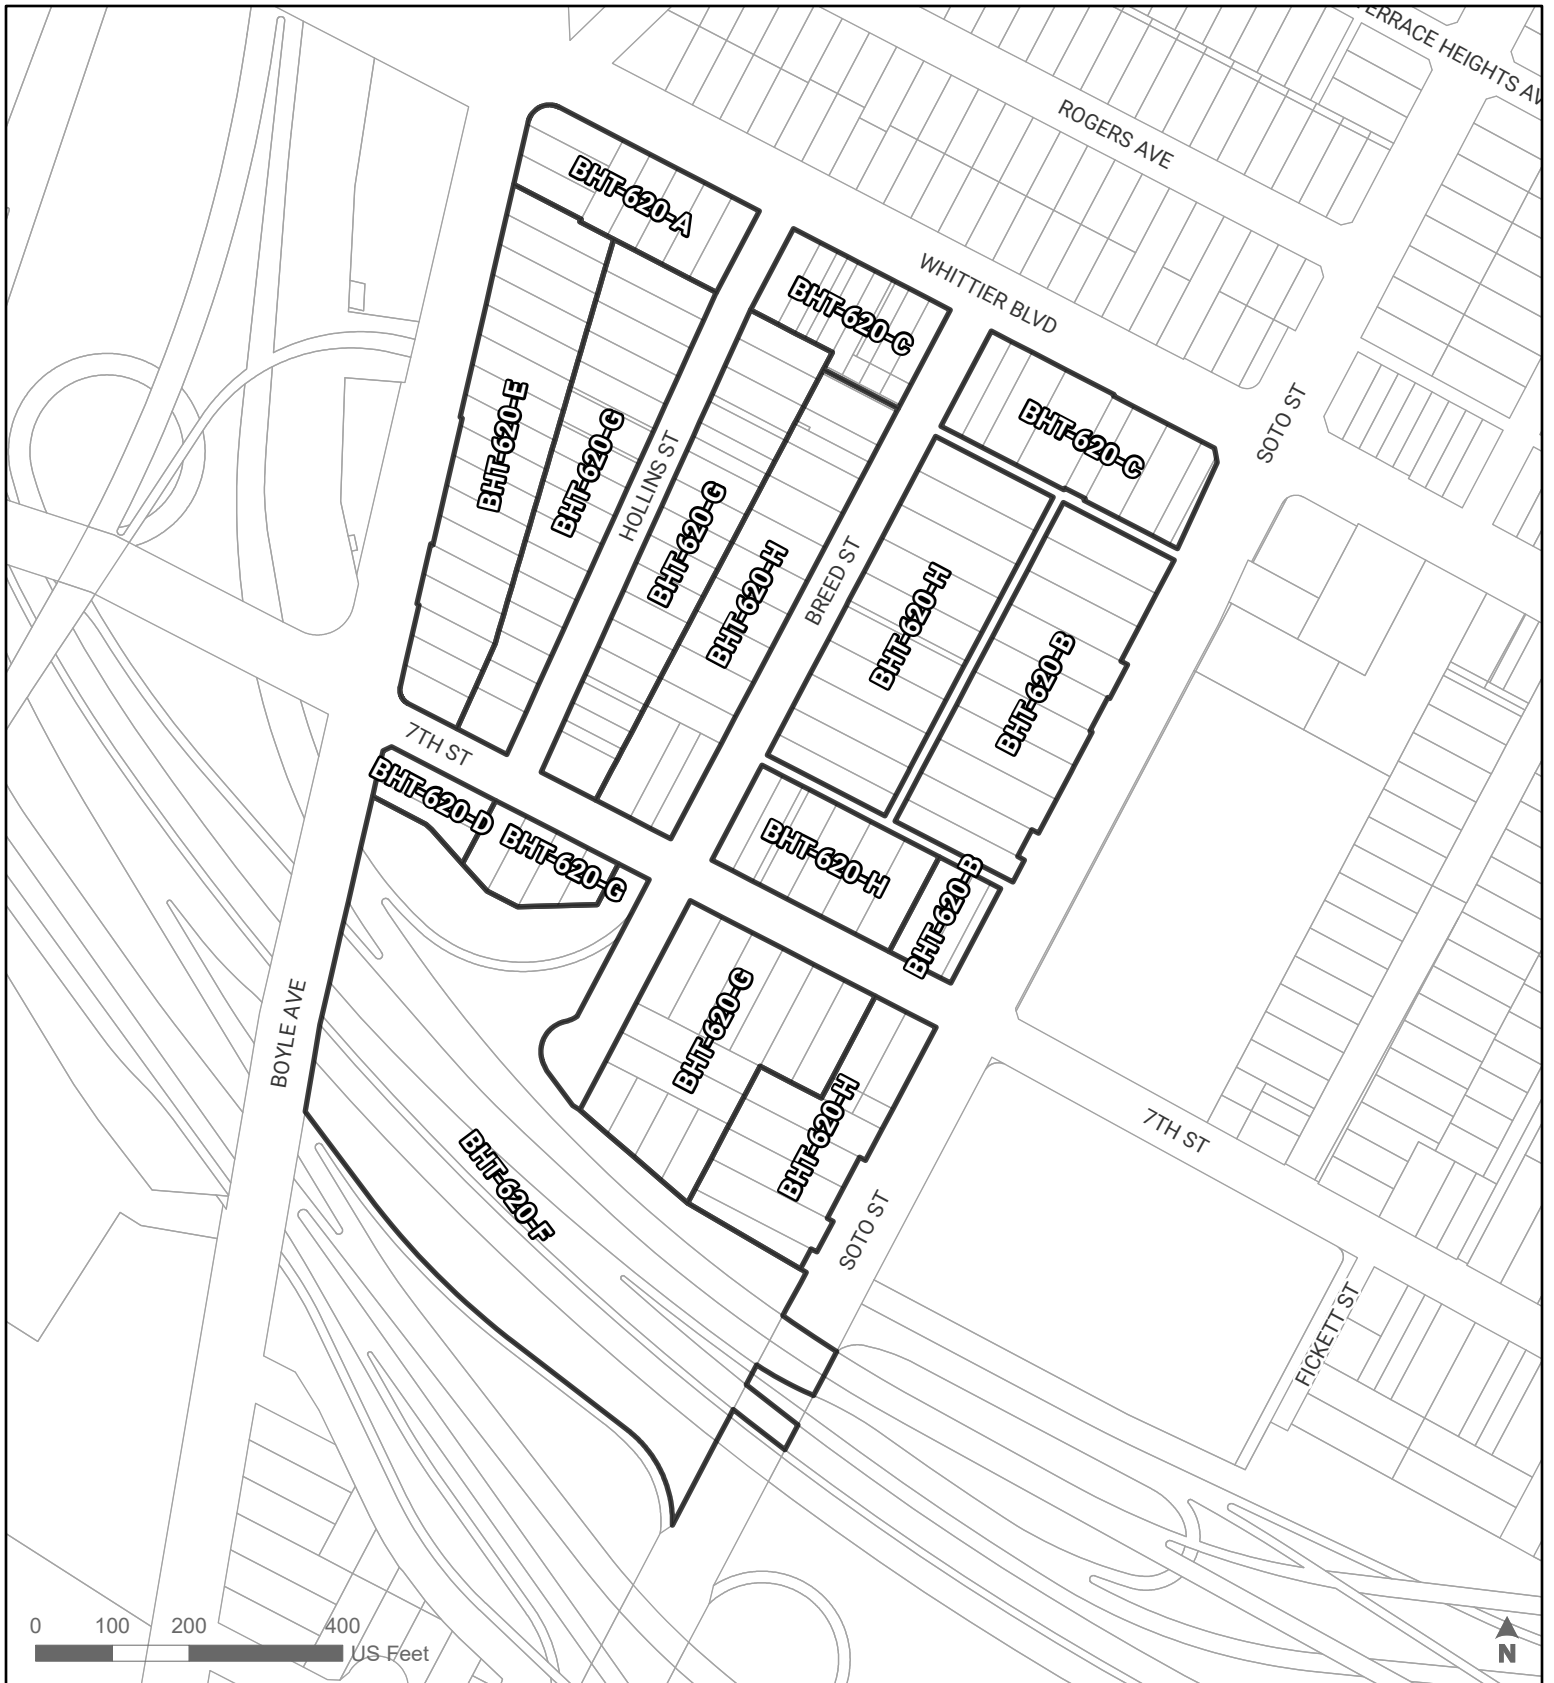 TERRACE HEIGHTS AV
ROGERS AVE
BHT-620-A
WHITTIER BLVD
BHT-620-C
BHT-620-C
SOTO ST
BHT-620-E
BHT-620-G
HOLLINS ST
BHT-620-G
BHT-620-H
BREED ST
BHT-620-H
BHT-620-B
7TH ST
BHT-620-D
BHT-620-G
BHT-620-H
BHT-620-B
BOYLE AVE
BHT-620-G
BHT-620-H
7TH ST
BHT-620-F
SOTO ST
FICKETT ST
0 100 200 400
US Feet
N